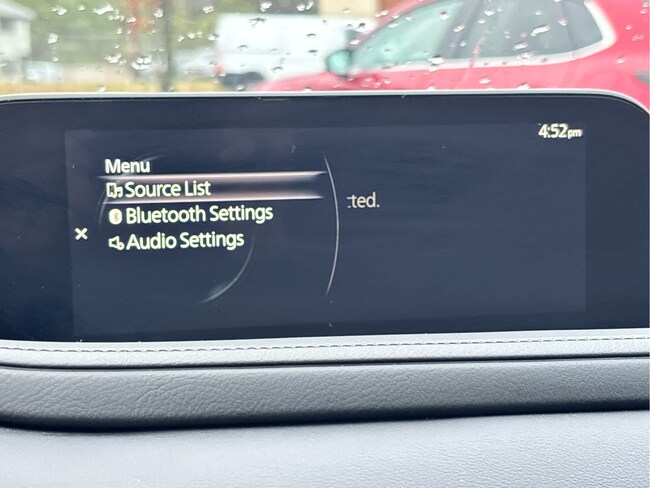 4:52pm
Menu
Source List
Bluetooth Settings
Audio Settings
ted.